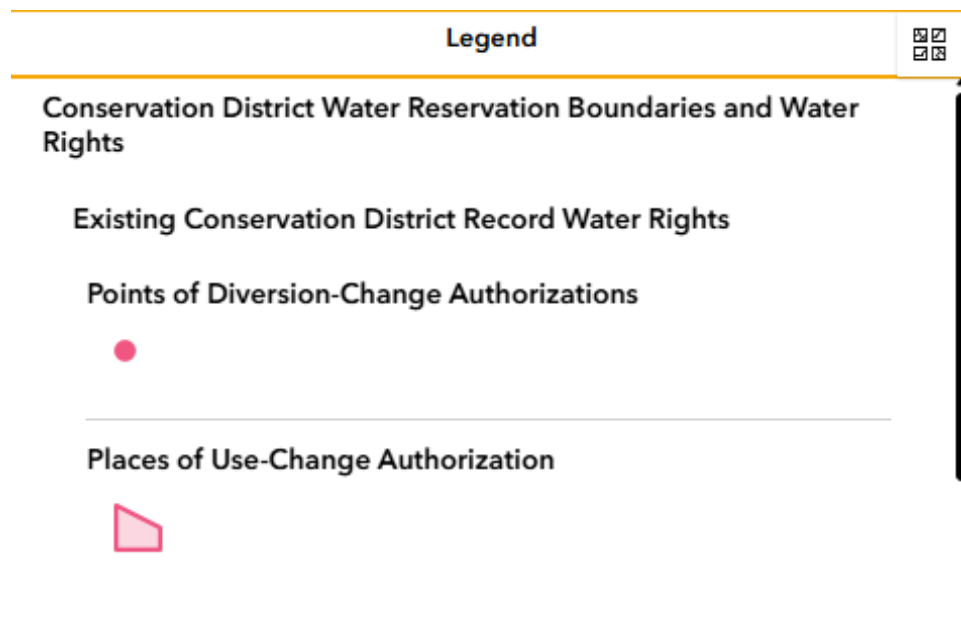 Legend
Conservation District Water Reservation Boundaries and Water
Rights
Existing Conservation District Record Water Rights
Points of Diversion-Change Authorizations
Places of Use-Change Authorization